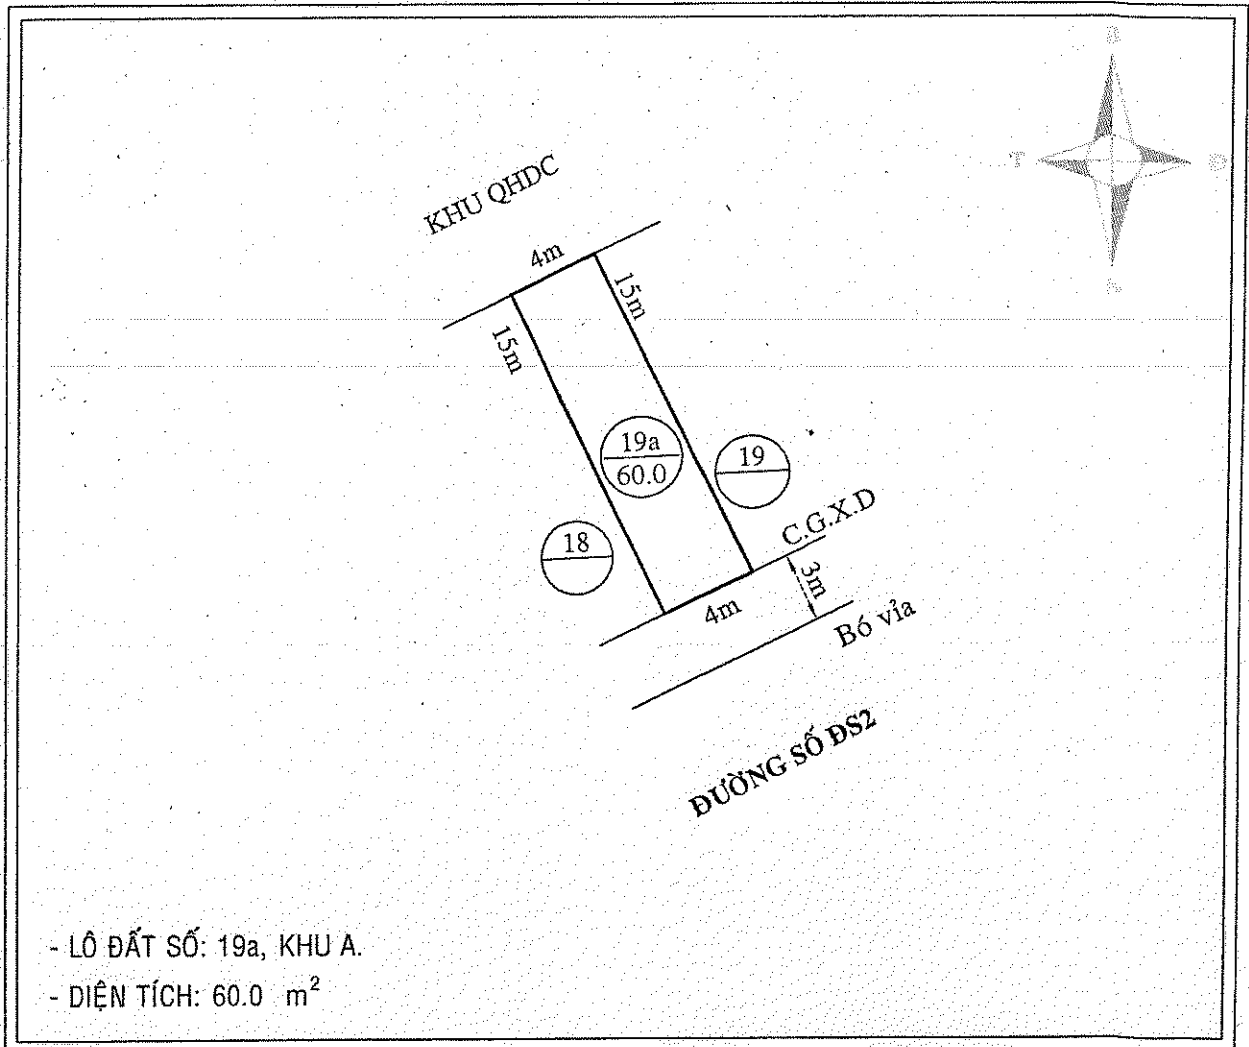 B
T
Đ
KHU QHDC
4m
15m
15m
19a
60.0
19
18
C.G.X.D
3m
4m
Bó vỉa
ĐƯỜNG SỐ ĐS2
- LÔ ĐẤT SỐ: 19a, KHU A.
- DIỆN TÍCH: 60.0 m²